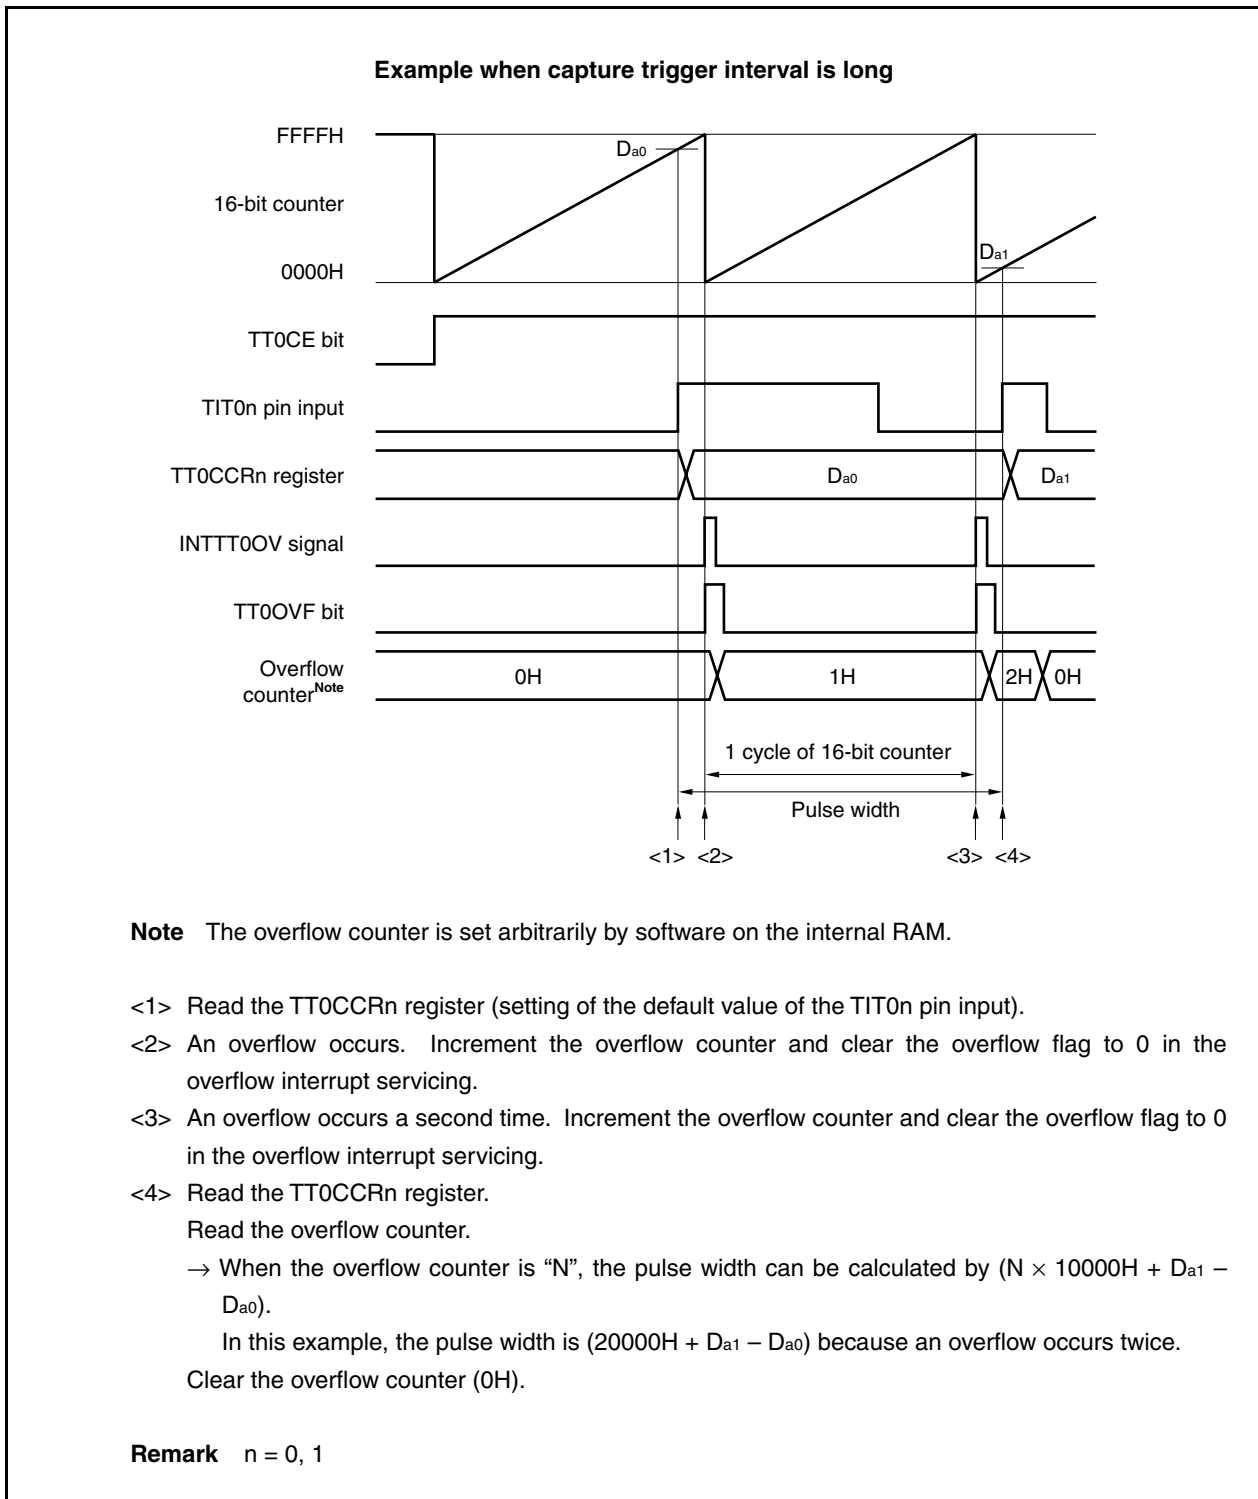 Example when capture trigger interval is long
FFFFH
Da0
16-bit counter
Da1
0000H
TT0CE bit
TIT0n pin input
TT0CCRn register
Da0
Da1
INTTT0OV signal
TT0OVF bit
Overflow
counterNote
0H
1H
2H
0H
1 cycle of 16-bit counter
Pulse width
<1> <2> <3> <4>
Note The overflow counter is set arbitrarily by software on the internal RAM.
<1> Read the TT0CCRn register (setting of the default value of the TIT0n pin input).
<2> An overflow occurs. Increment the overflow counter and clear the overflow flag to 0 in the
overflow interrupt servicing.
<3> An overflow occurs a second time. Increment the overflow counter and clear the overflow flag to 0
in the overflow interrupt servicing.
<4> Read the TT0CCRn register.
Read the overflow counter.
→ When the overflow counter is “N”, the pulse width can be calculated by (N × 10000H + Da1 –
Da0).
In this example, the pulse width is (20000H + Da1 – Da0) because an overflow occurs twice.
Clear the overflow counter (0H).
Remark n = 0, 1